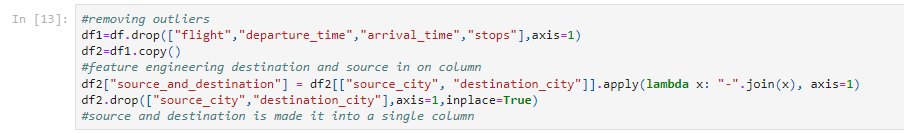 In [13]: #removing outliers
df1=df.drop(["flight","departure_time","arrival_time","stops"],axis=1)
df2=df1.copy()
#feature engineering destination and source in on column
df2["source_and_destination"] = df2[["source_city", "destination_city"]].apply(lambda x: "-".join(x), axis=1)
df2.drop(["source_city","destination_city"],axis=1,inplace=True)
#source and destination is made it into a single column